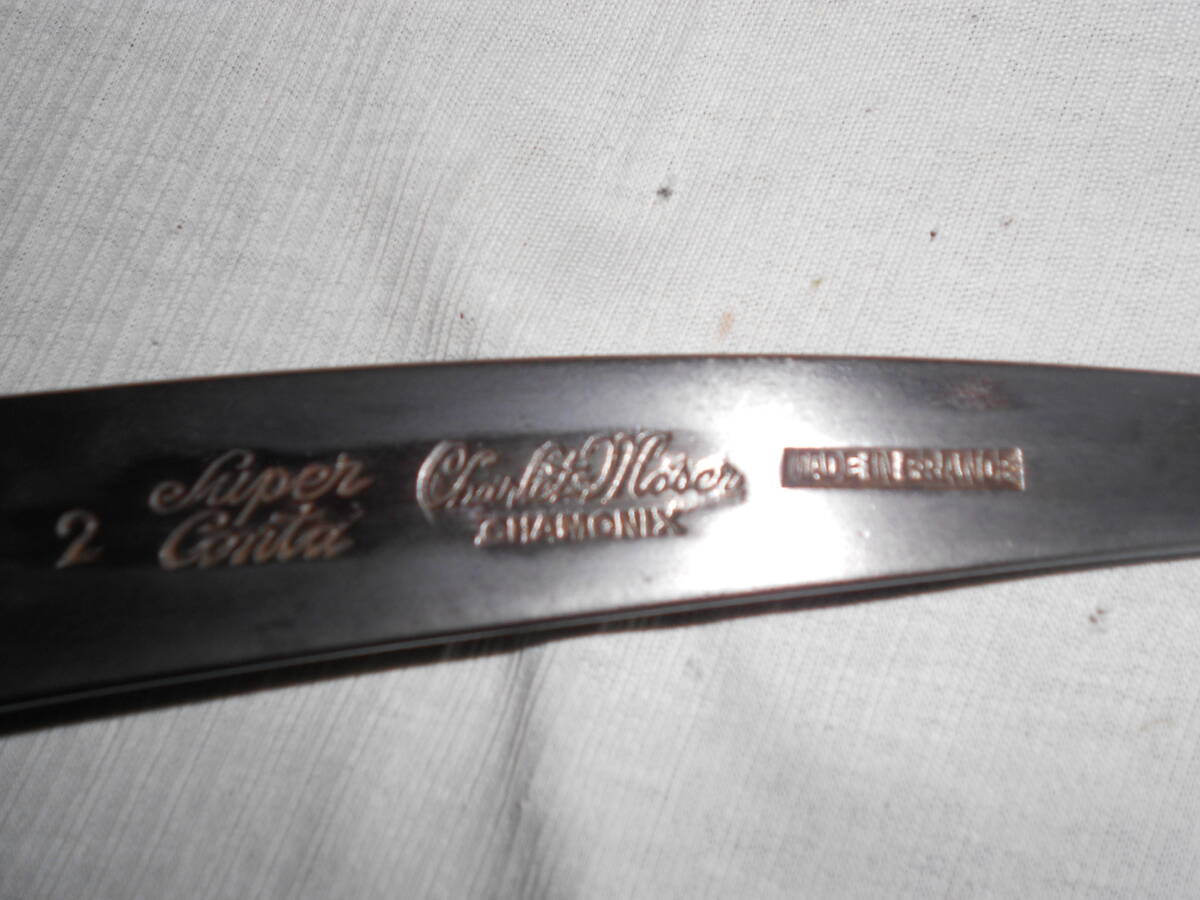 2
Super
Conta
Charlet-Moser
CHAMONIX
MADE IN FRANCE